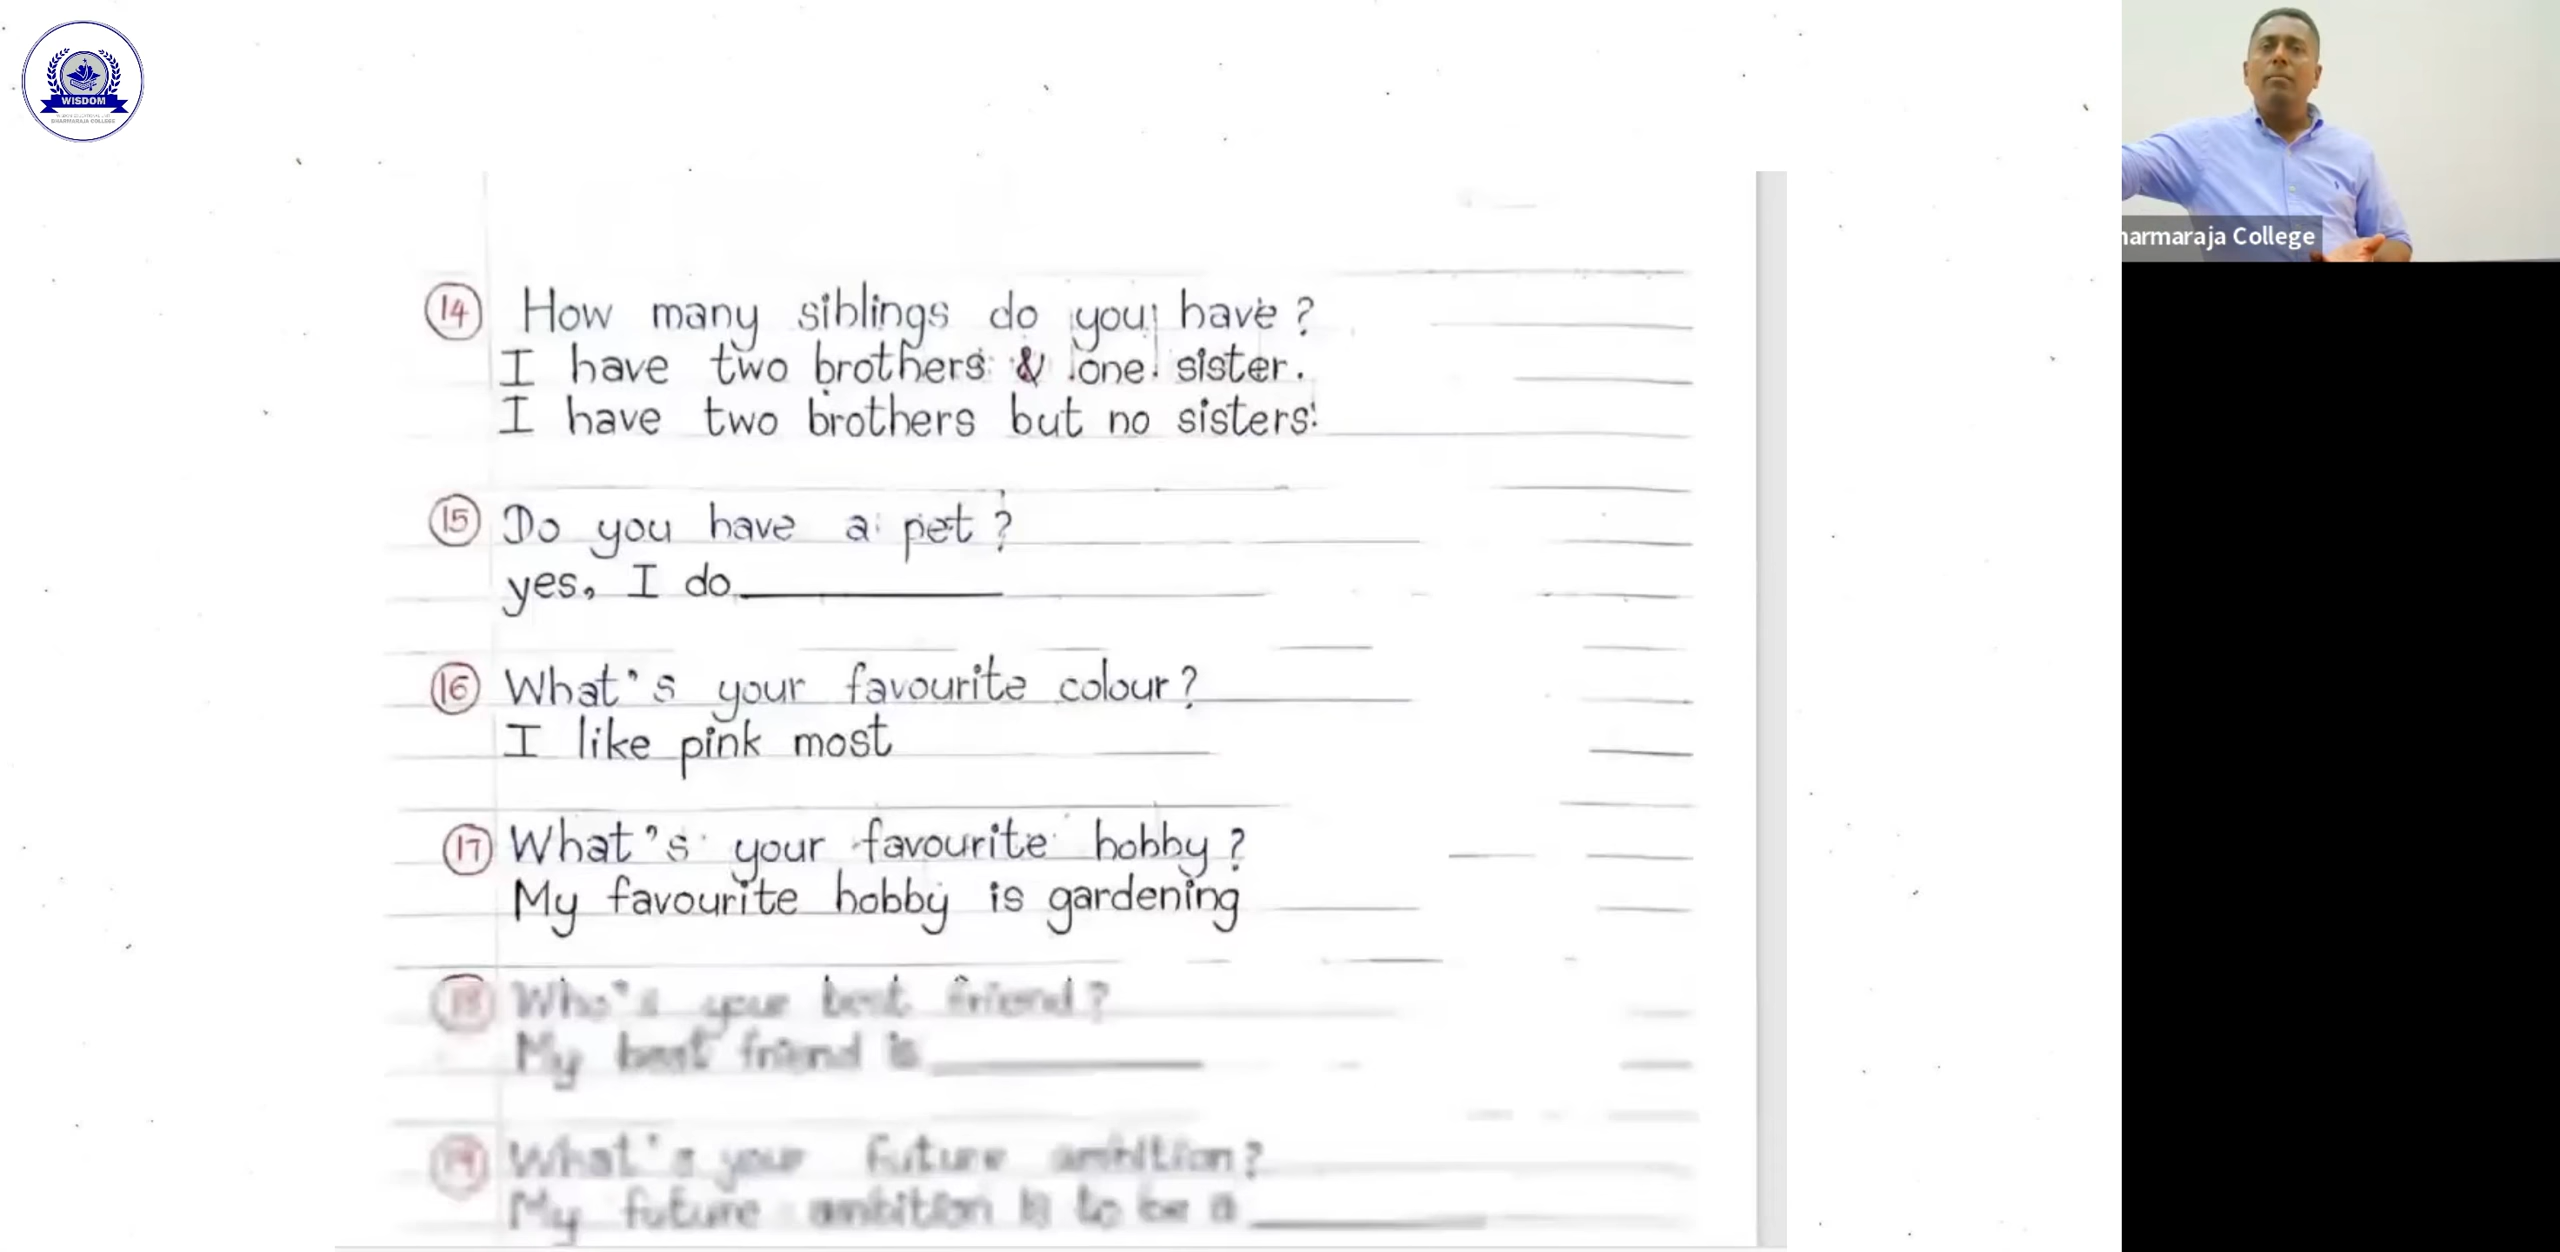 WISDOM
DHARMARAJA COLLEGE
armaraja College
14 How many siblings do you have?
I have two brothers & one sister.
I have two brothers but no sisters.
15 Do you have a pet?
yes, I do
16 What's your favourite colour?
I like pink most
17 What's your favourite hobby?
My favourite hobby is gardening
18 Who's your best friend?
My best friend is
19 What's your future ambition?
My future ambition is to be a